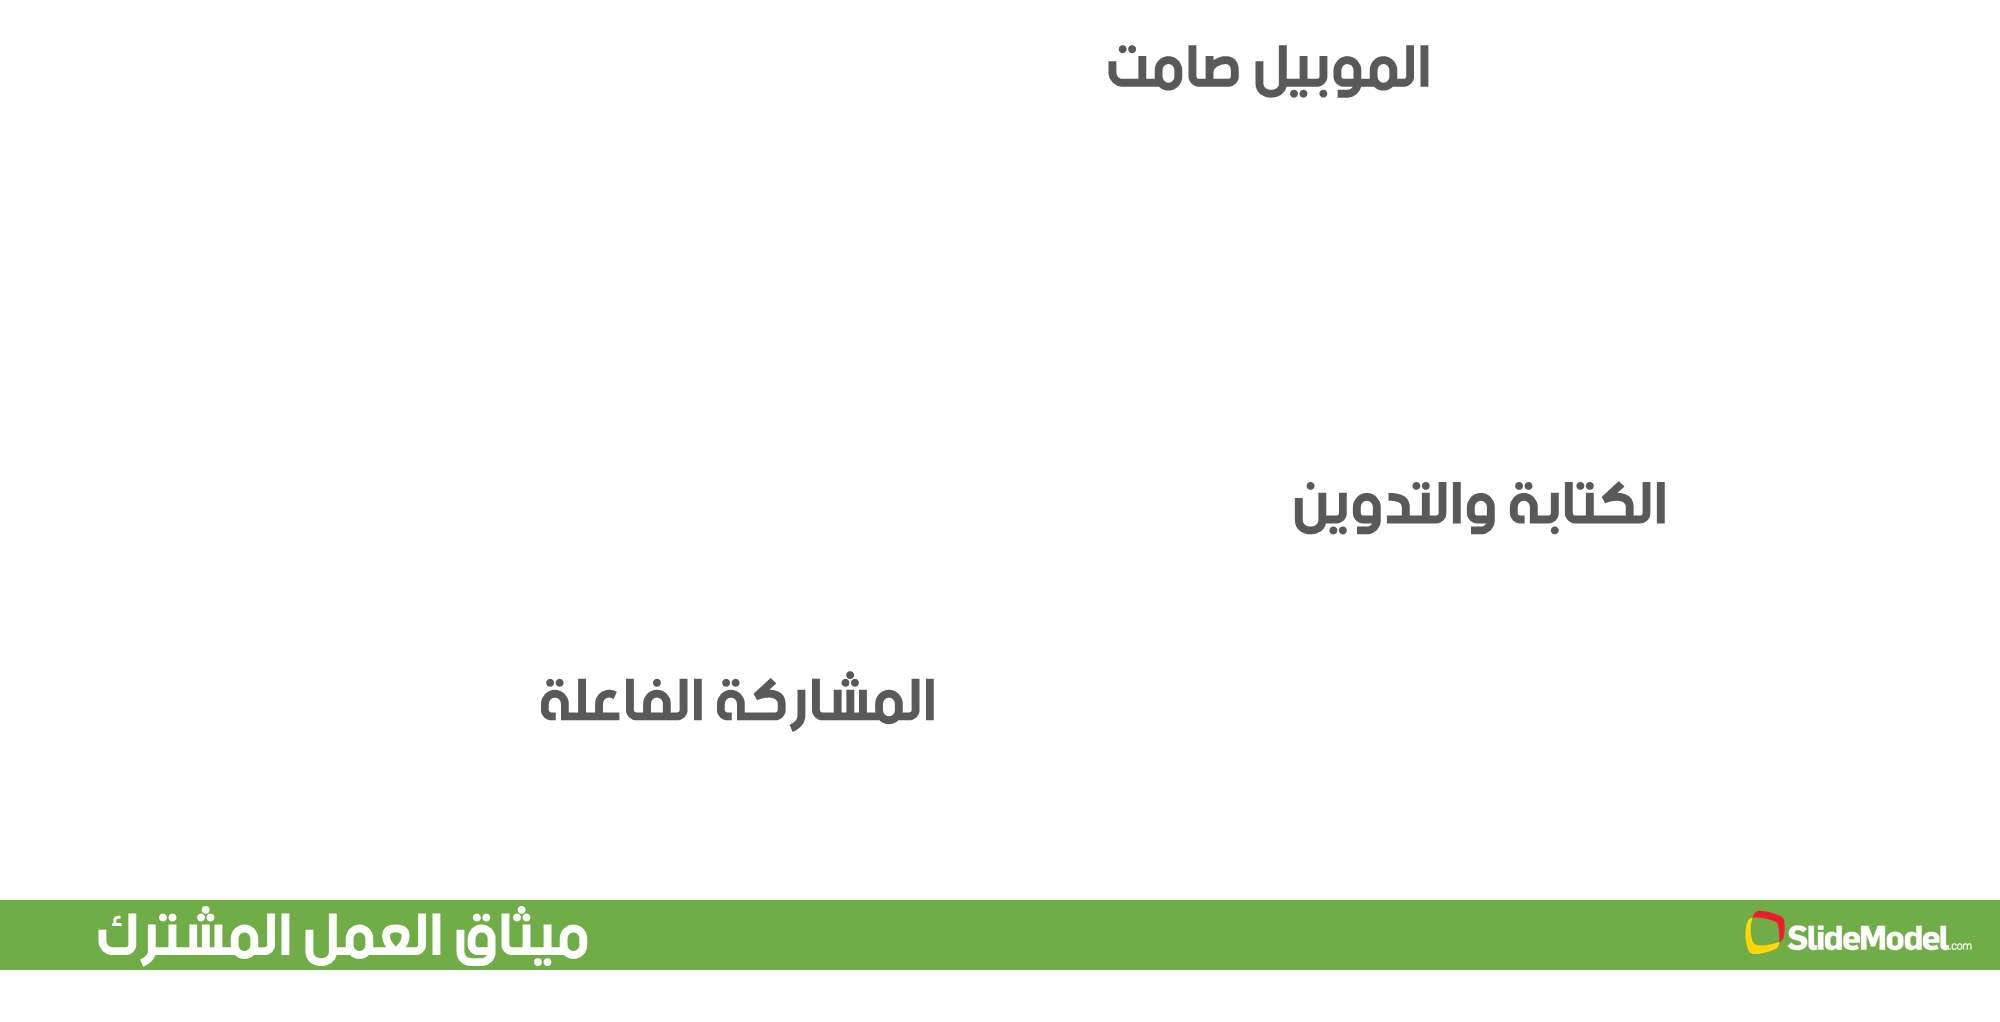 الموبيل صامت
الكتابة والتدوين
المشاركة الفاعلة
ميثاق العمل المشترك
SlideModel.com